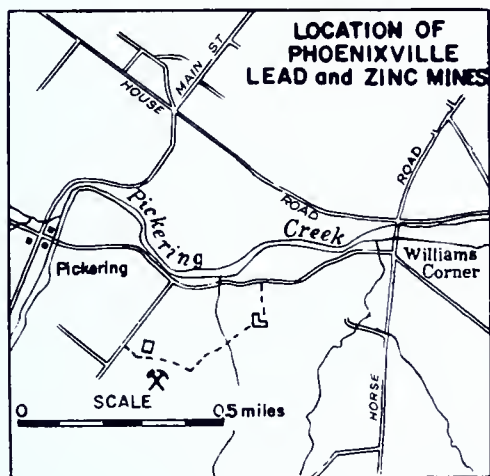 LOCATION OF
PHOENIXVILLE
LEAD and ZINC MINES
MAIN ST
HOUSE
ROAD
ROAD
Pickering
Creek
Williams
Corner
Pickering
HORSE
SCALE
0 0.5 miles